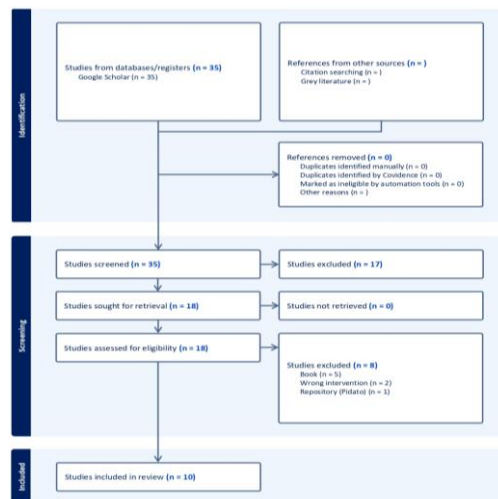 Identification
Studies from databases/registers (n = 35)
Google Scholar (n = 35)
References from other sources (n = )
Citation searching (n = )
Grey literature (n = )
References removed (n = 0)
Duplicates identified manually (n = 0)
Duplicates identified by Covidence (n = 0)
Marked as ineligible by automation tools (n = 0)
Other reasons (n = )
Screening
Studies screened (n = 35)
Studies excluded (n = 17)
Studies sought for retrieval (n = 18)
Studies not retrieved (n = 0)
Studies assessed for eligibility (n = 18)
Studies excluded (n = 8)
Book (n = 5)
Wrong intervention (n = 2)
Repository (Pidato) (n = 1)
Included
Studies included in review (n = 10)